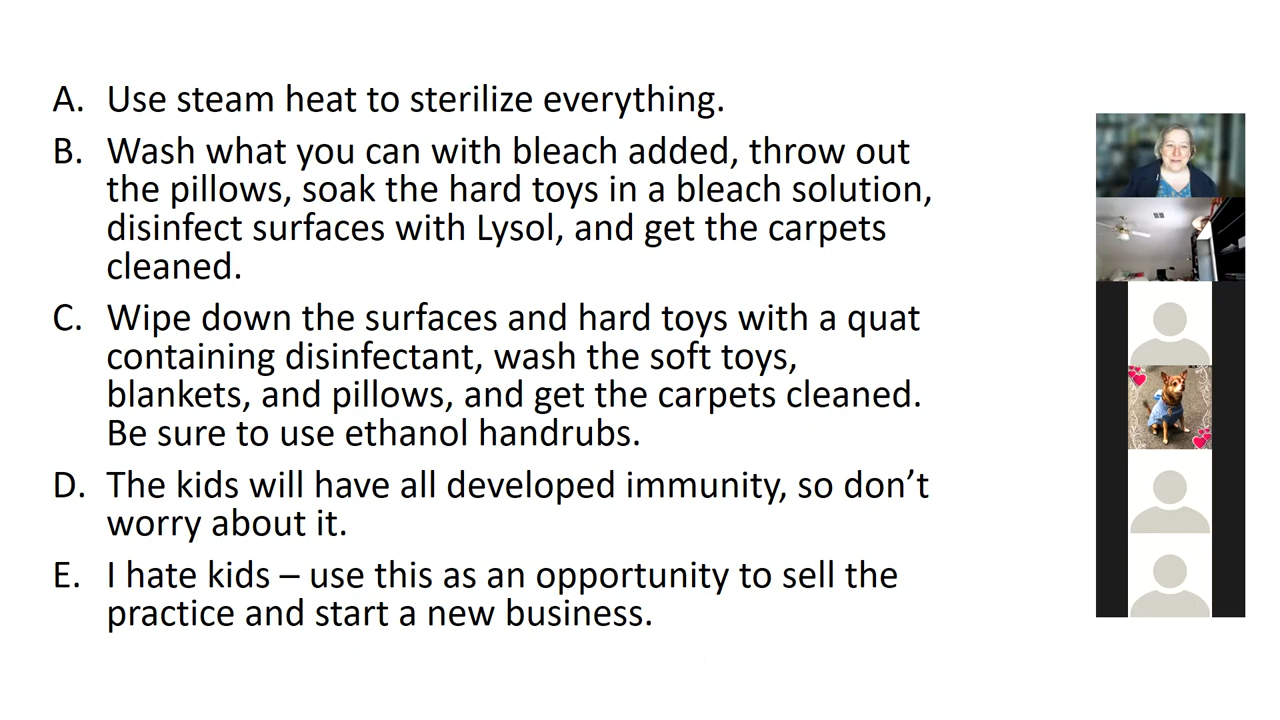 A. Use steam heat to sterilize everything.
B. Wash what you can with bleach added, throw out
the pillows, soak the hard toys in a bleach solution,
disinfect surfaces with Lysol, and get the carpets
cleaned.
C. Wipe down the surfaces and hard toys with a quat
containing disinfectant, wash the soft toys,
blankets, and pillows, and get the carpets cleaned.
Be sure to use ethanol handrubs.
D. The kids will have all developed immunity, so don’t
worry about it.
E. I hate kids – use this as an opportunity to sell the
practice and start a new business.